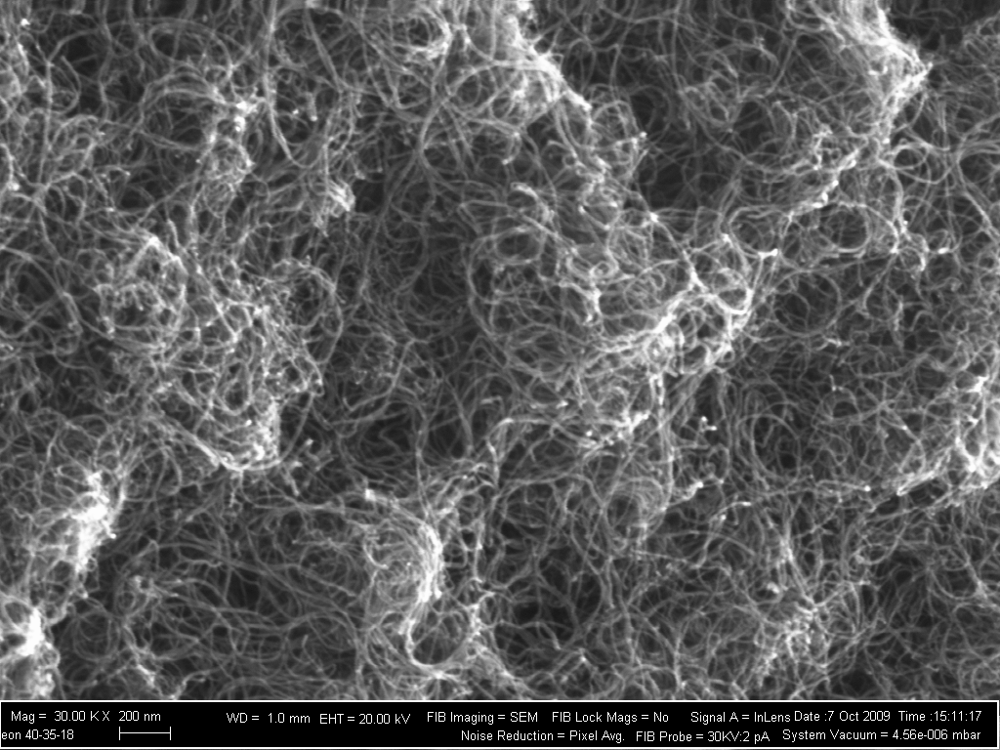 Mag = 30.00 K X 200 nm WD = 1.0 mm EHT = 20.00 kV FIB Imaging = SEM FIB Lock Mags = No Signal A = InLens Date :7 Oct 2009 Time :15:11:17
eon 40-35-18 Noise Reduction = Pixel Avg. FIB Probe = 30KV:2 pA System Vacuum = 4.56e-006 mbar